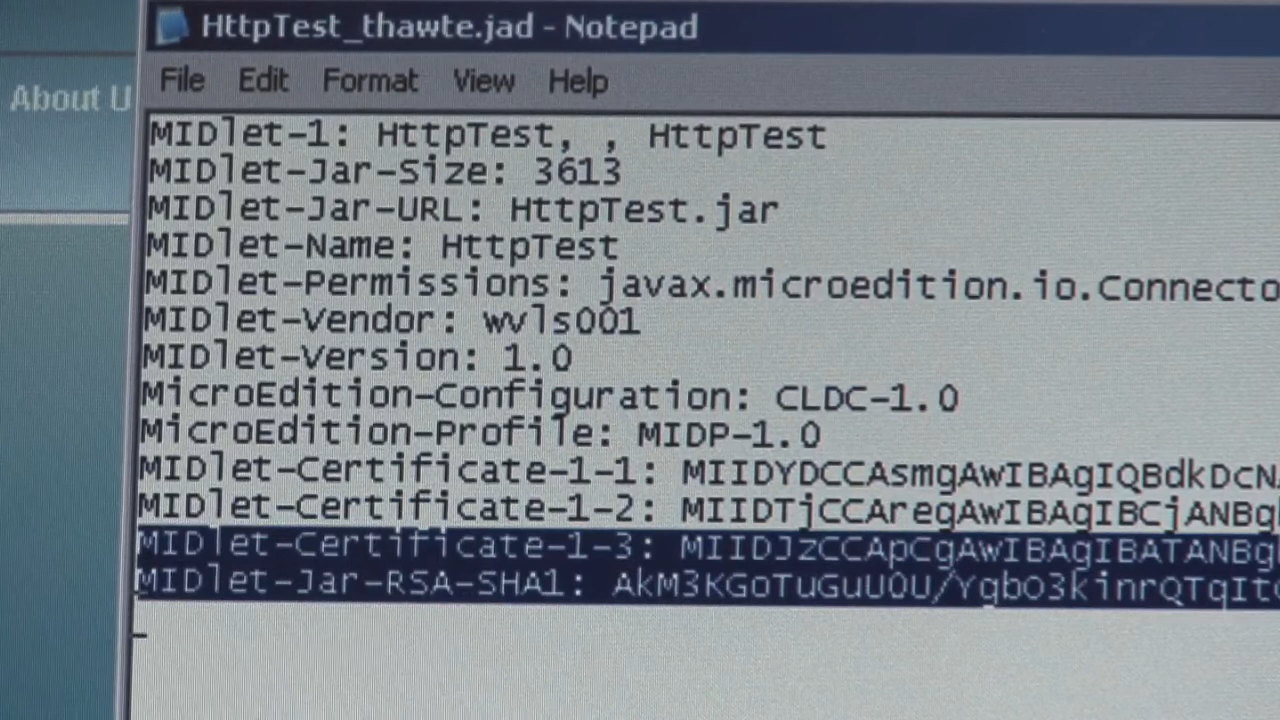 HttpTest_thawte.jad - Notepad
File Edit Format View Help
About U
MIDlet-1: HttpTest, , HttpTest
MIDlet-Jar-Size: 3613
MIDlet-Jar-URL: HttpTest.jar
MIDlet-Name: HttpTest
MIDlet-Permissions: javax.microedition.io.Connecto
MIDlet-Vendor: wvls001
MIDlet-Version: 1.0
MicroEdition-Configuration: CLDC-1.0
MicroEdition-Profile: MIDP-1.0
MIDlet-Certificate-1-1: MIIDYDCCAsmgAwIBAgIQBdkDcN
MIDlet-Certificate-1-2: MIIDTjCCAregAwIBAgIBCjANBg
MIDlet-Certificate-1-3: MIIDJzCCApCgAwIBAgIBATANBg
MIDlet-Jar-RSA-SHA1: AkM3KGoTuGuU0U/YqbO3kinrQTqIt